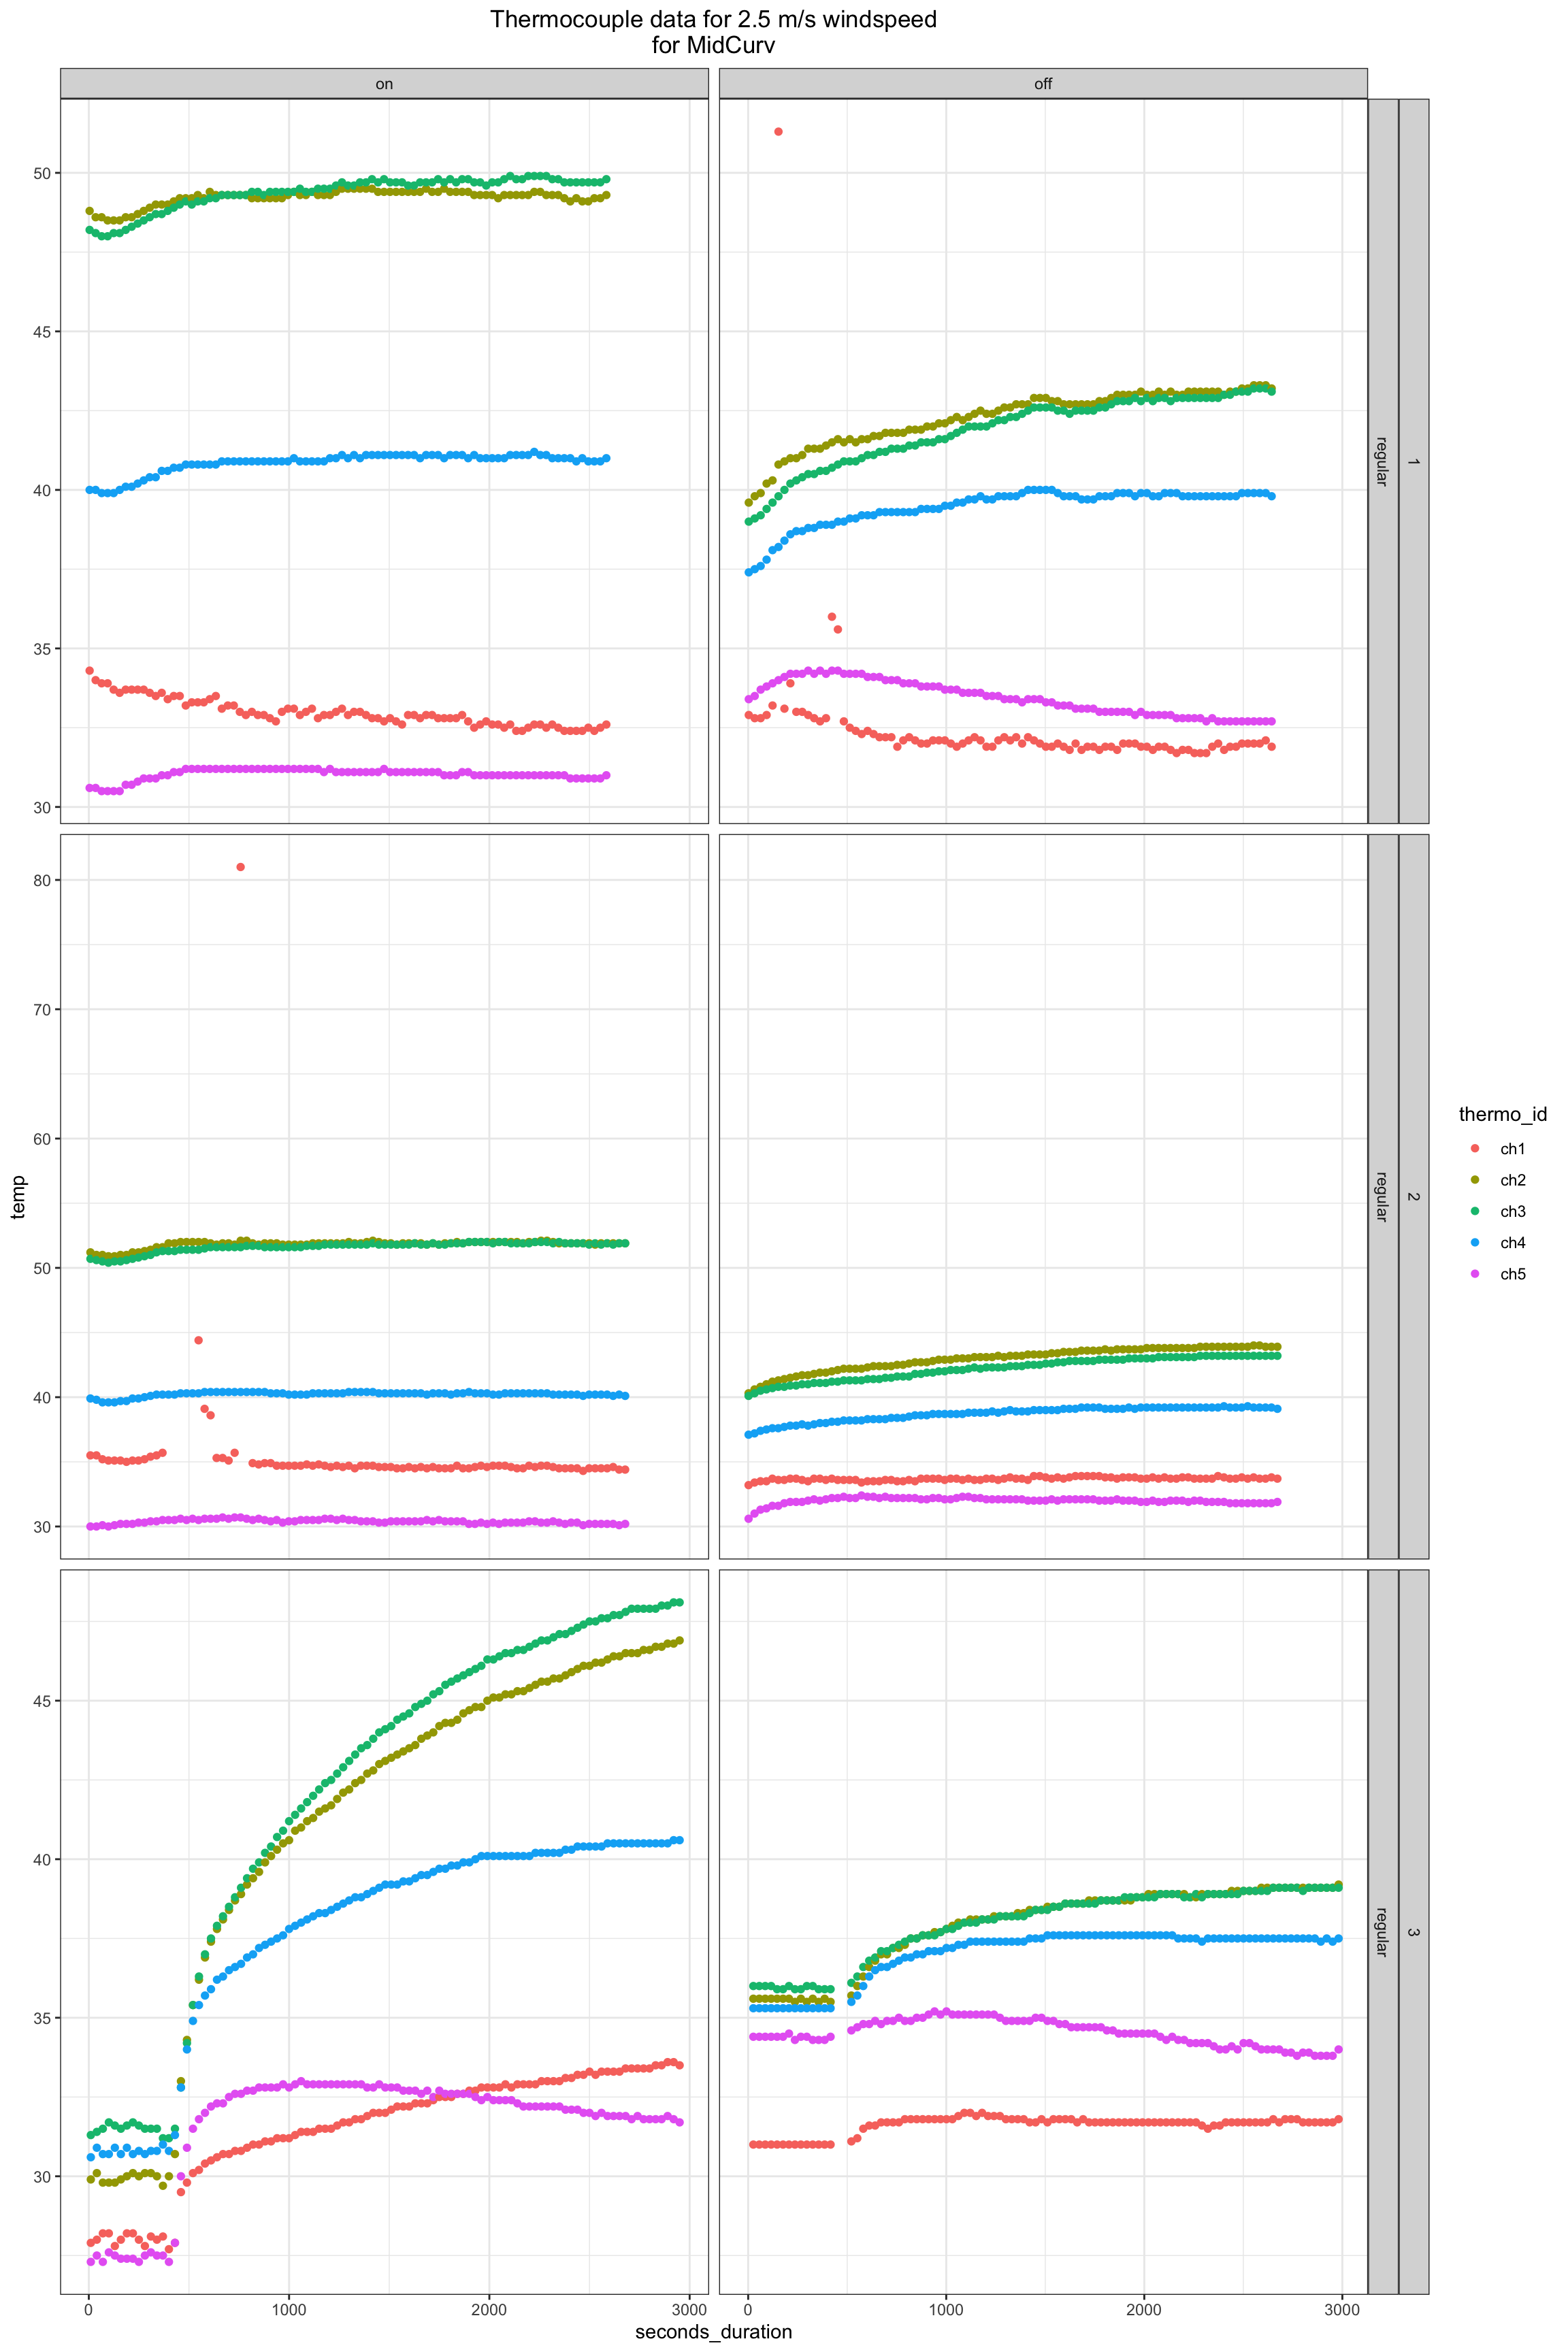 Thermocouple data for 2.5 m/s windspeed
for MidCurv
on
off
50
45
40
35
30
regular
1
80
70
60
50
40
30
regular
2
45
40
35
30
regular
3
0
1000
2000
3000
0
1000
2000
3000
seconds_duration
temp
thermo_id
ch1
ch2
ch3
ch4
ch5